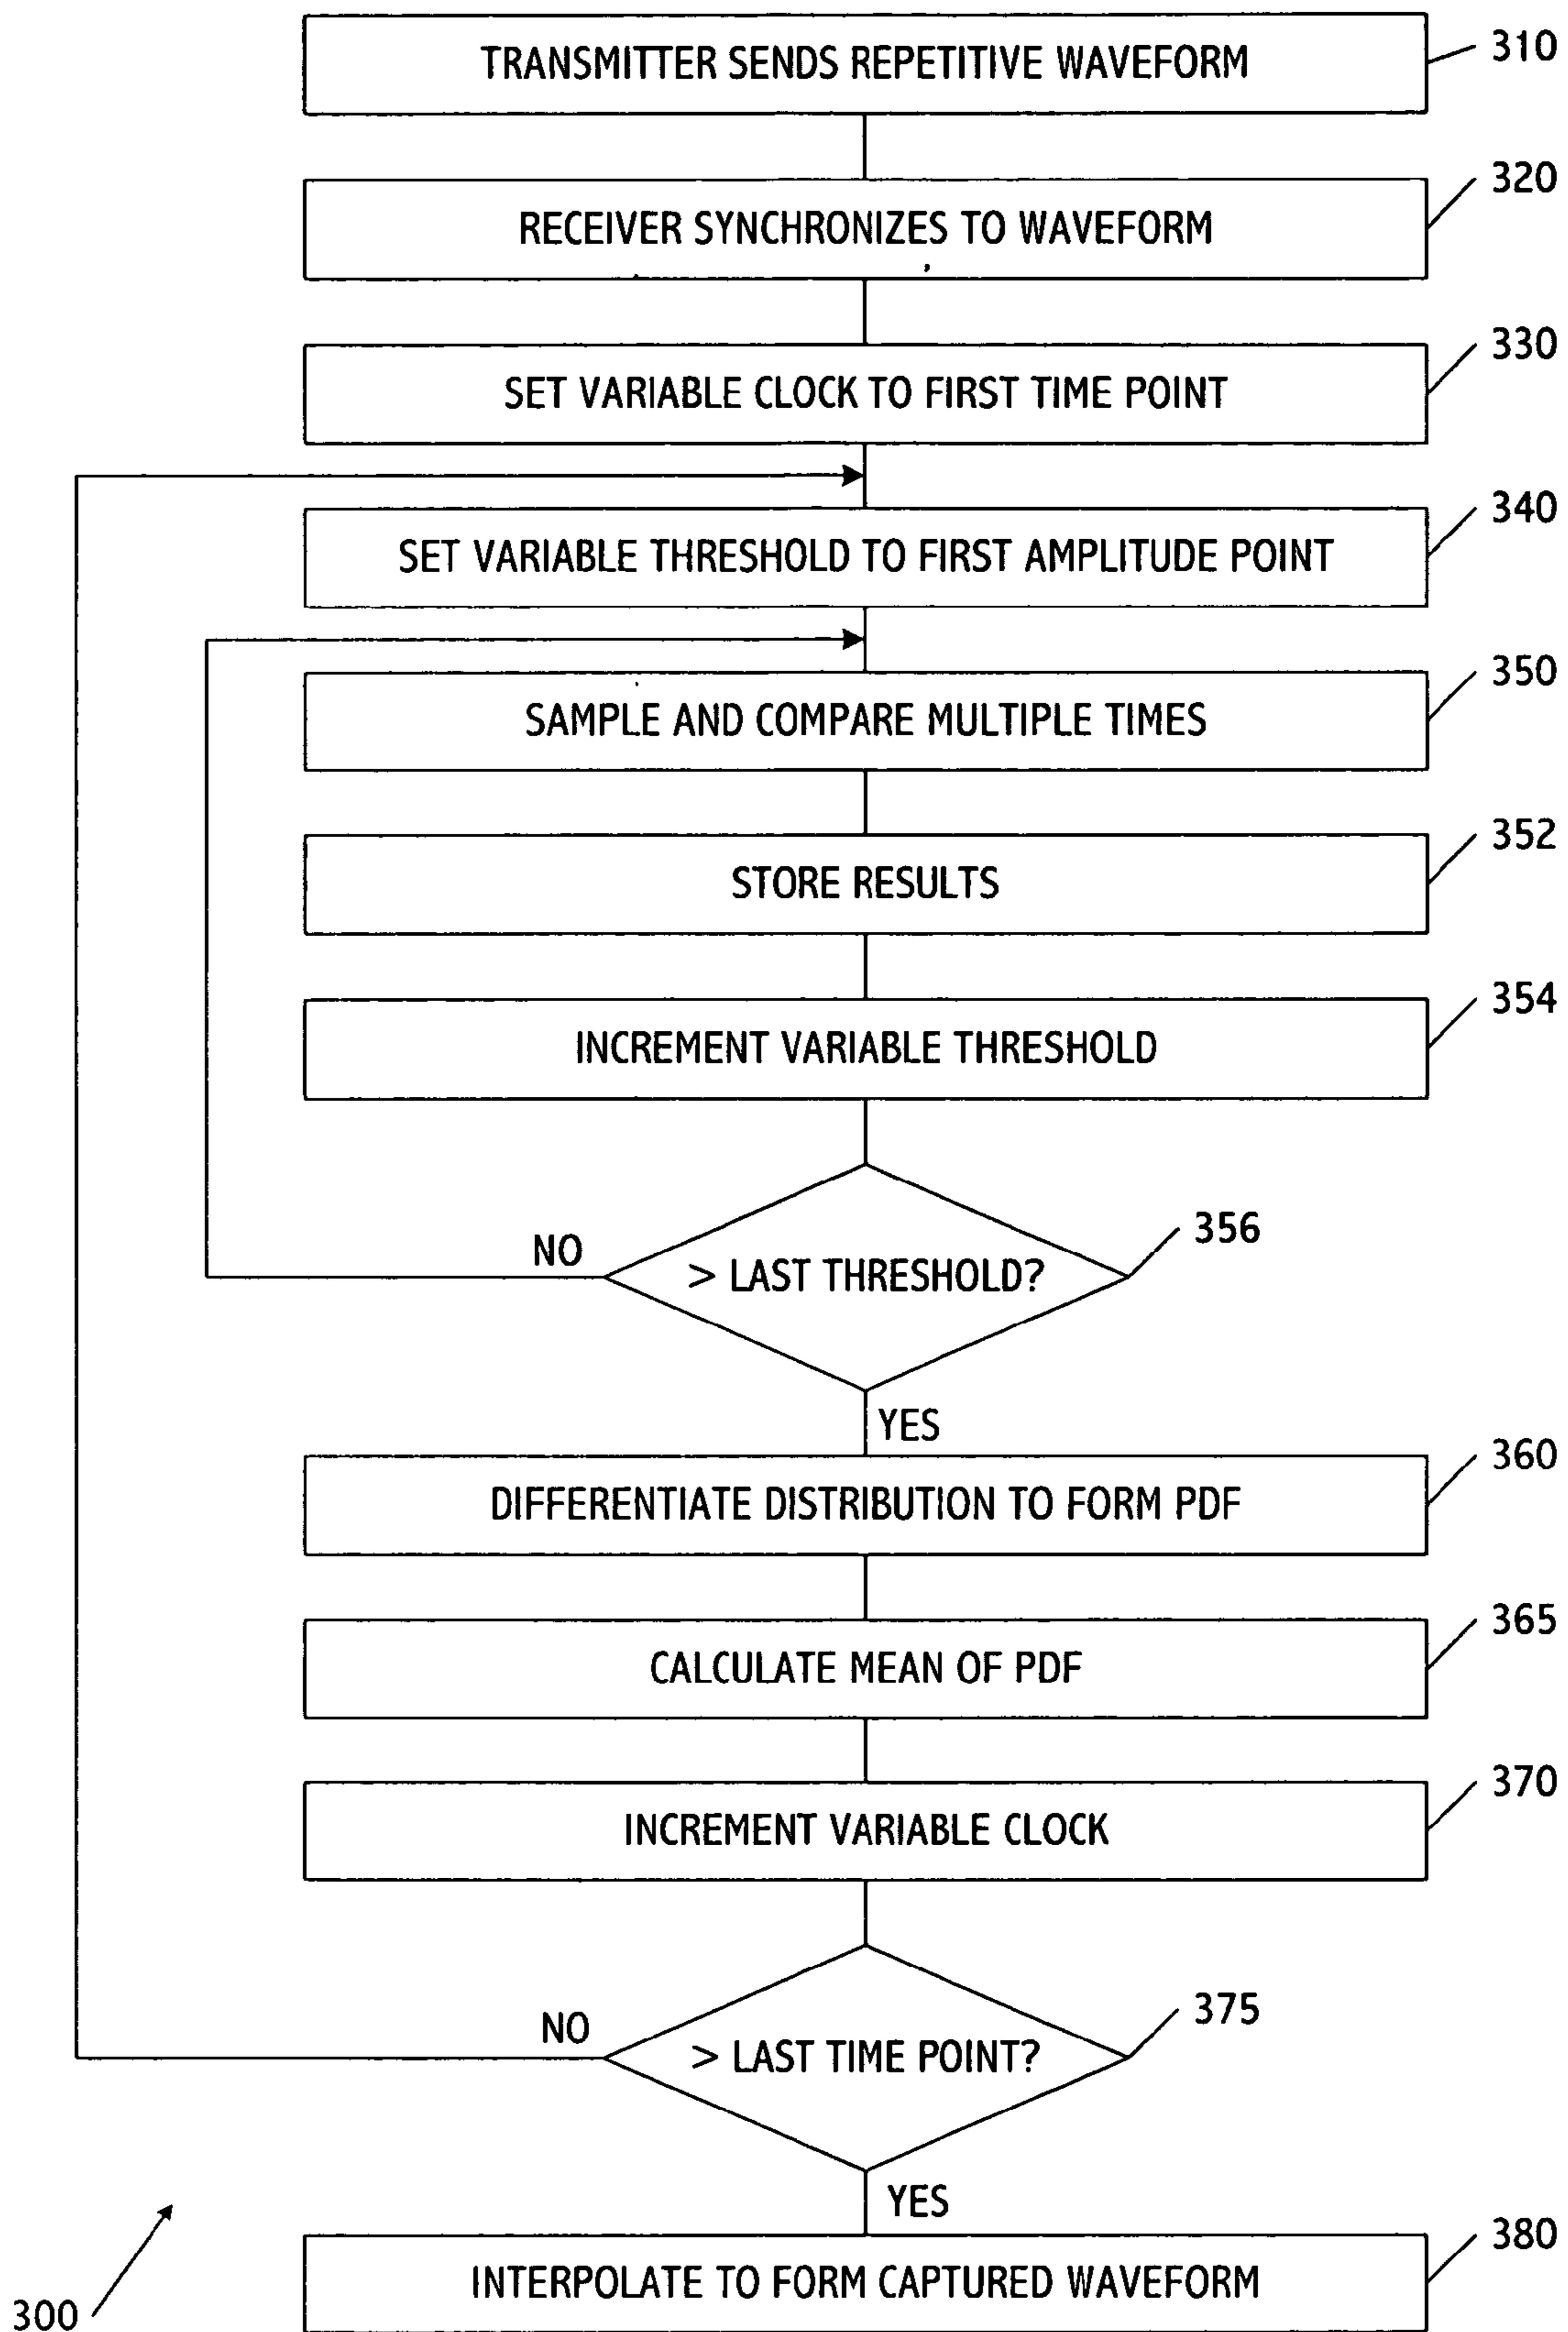 TRANSMITTER SENDS REPETITIVE WAVEFORM
310
RECEIVER SYNCHRONIZES TO WAVEFORM
320
SET VARIABLE CLOCK TO FIRST TIME POINT
330
SET VARIABLE THRESHOLD TO FIRST AMPLITUDE POINT
340
SAMPLE AND COMPARE MULTIPLE TIMES
350
STORE RESULTS
352
INCREMENT VARIABLE THRESHOLD
354
> LAST THRESHOLD?
356
NO
YES
DIFFERENTIATE DISTRIBUTION TO FORM PDF
360
CALCULATE MEAN OF PDF
365
INCREMENT VARIABLE CLOCK
370
> LAST TIME POINT?
375
NO
YES
INTERPOLATE TO FORM CAPTURED WAVEFORM
380
300